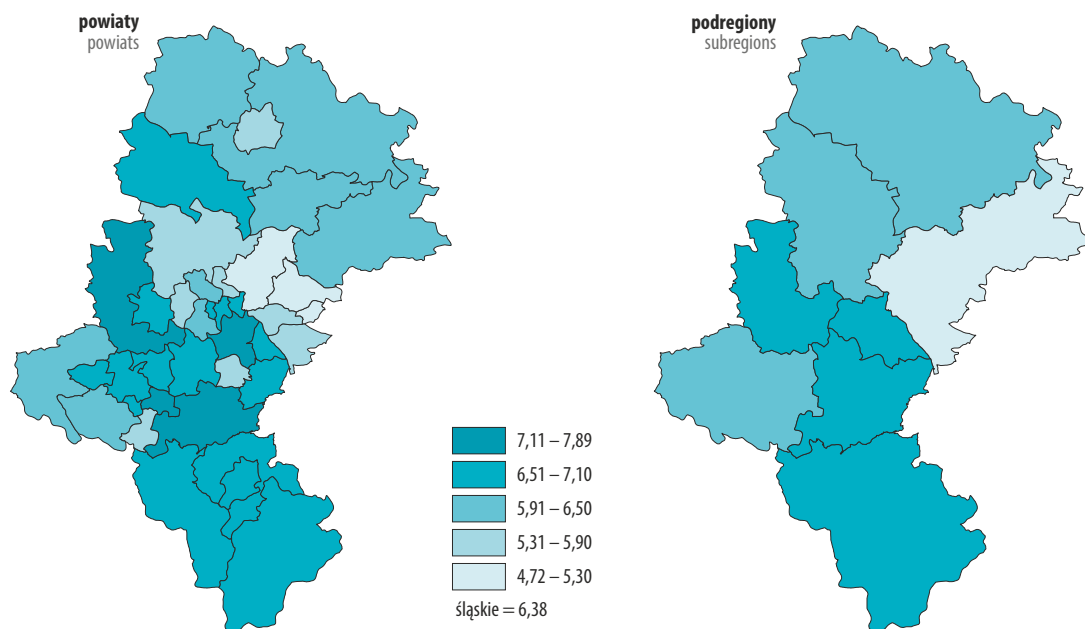 powiaty
powiats
podregiony
subregions
7,11 – 7,89
6,51 – 7,10
5,91 – 6,50
5,31 – 5,90
4,72 – 5,30
śląskie = 6,38